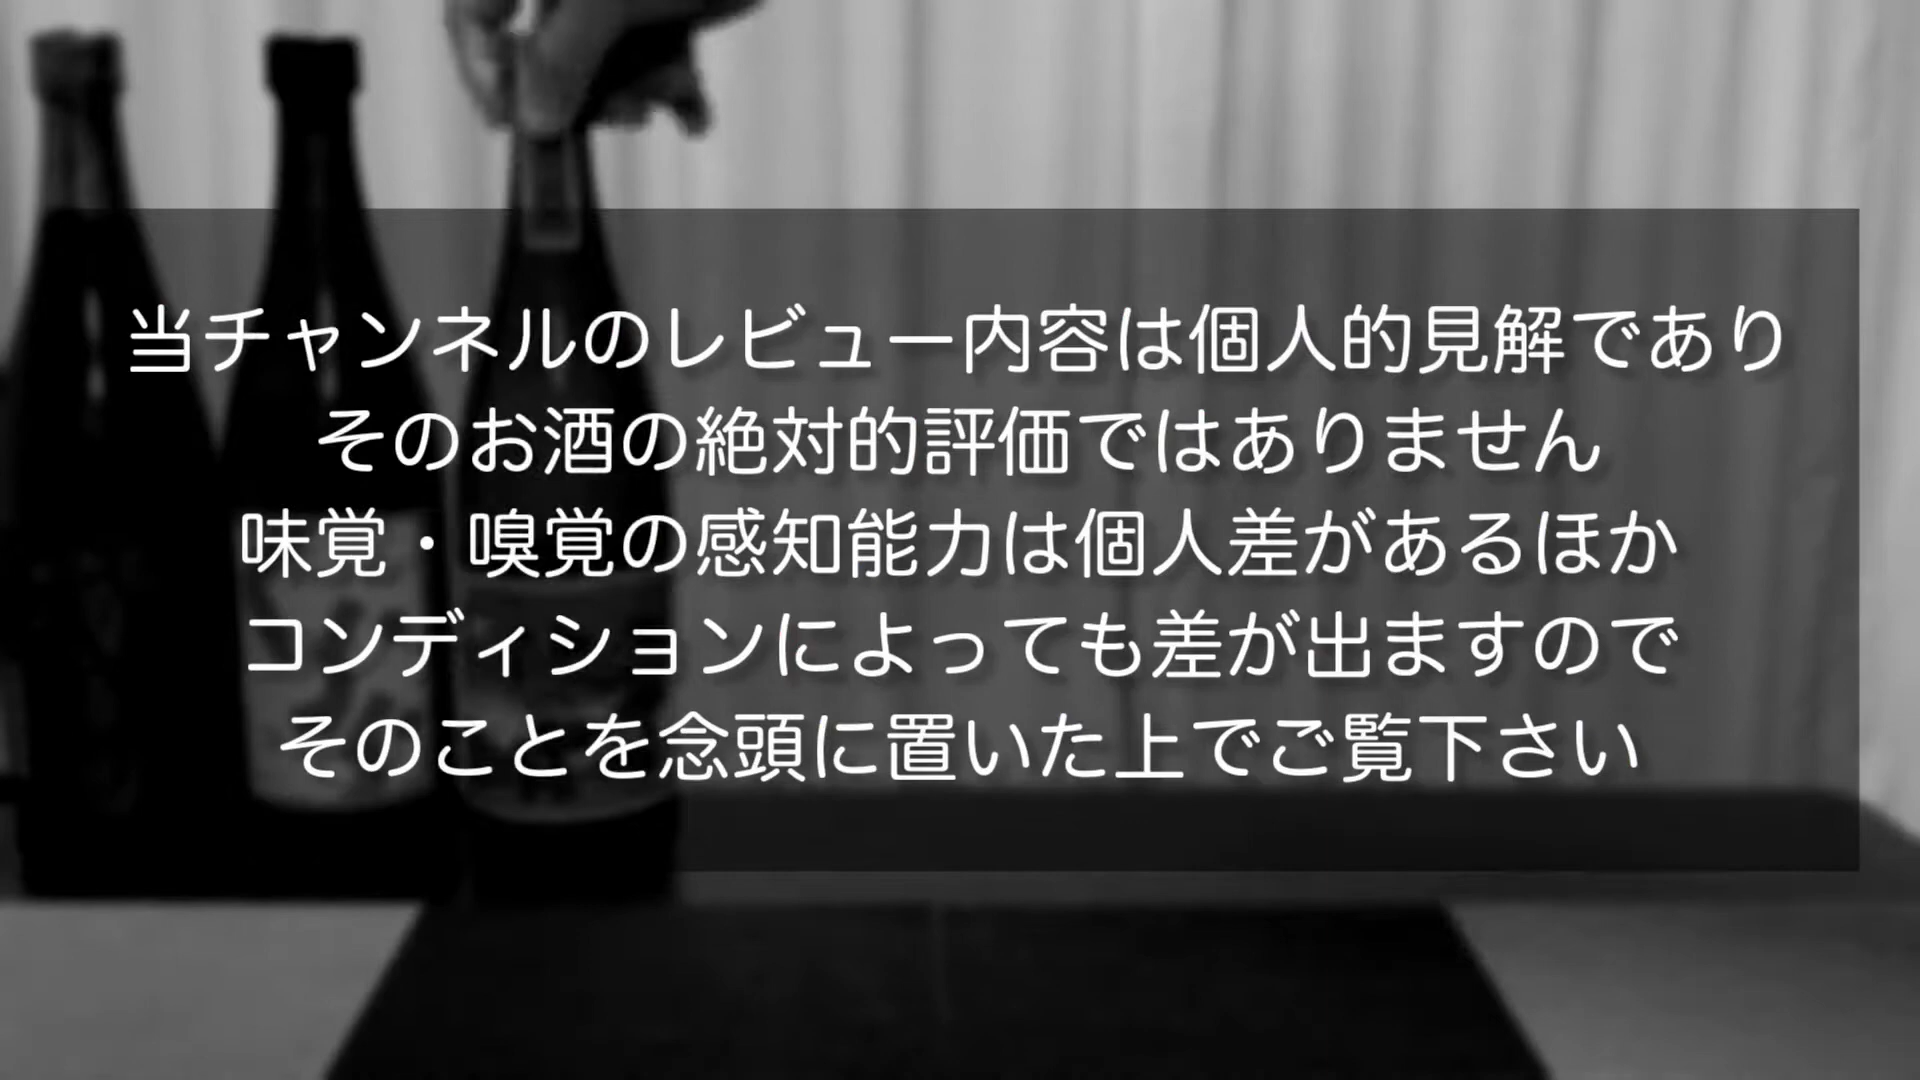 当チャンネルのレビュー内容は個人的見解であり
そのお酒の絶対的評価ではありません
味覚・嗅覚の感知能力は個人差があるほか
コンディションによっても差が出ますので
そのことを念頭に置いた上でご覧下さい